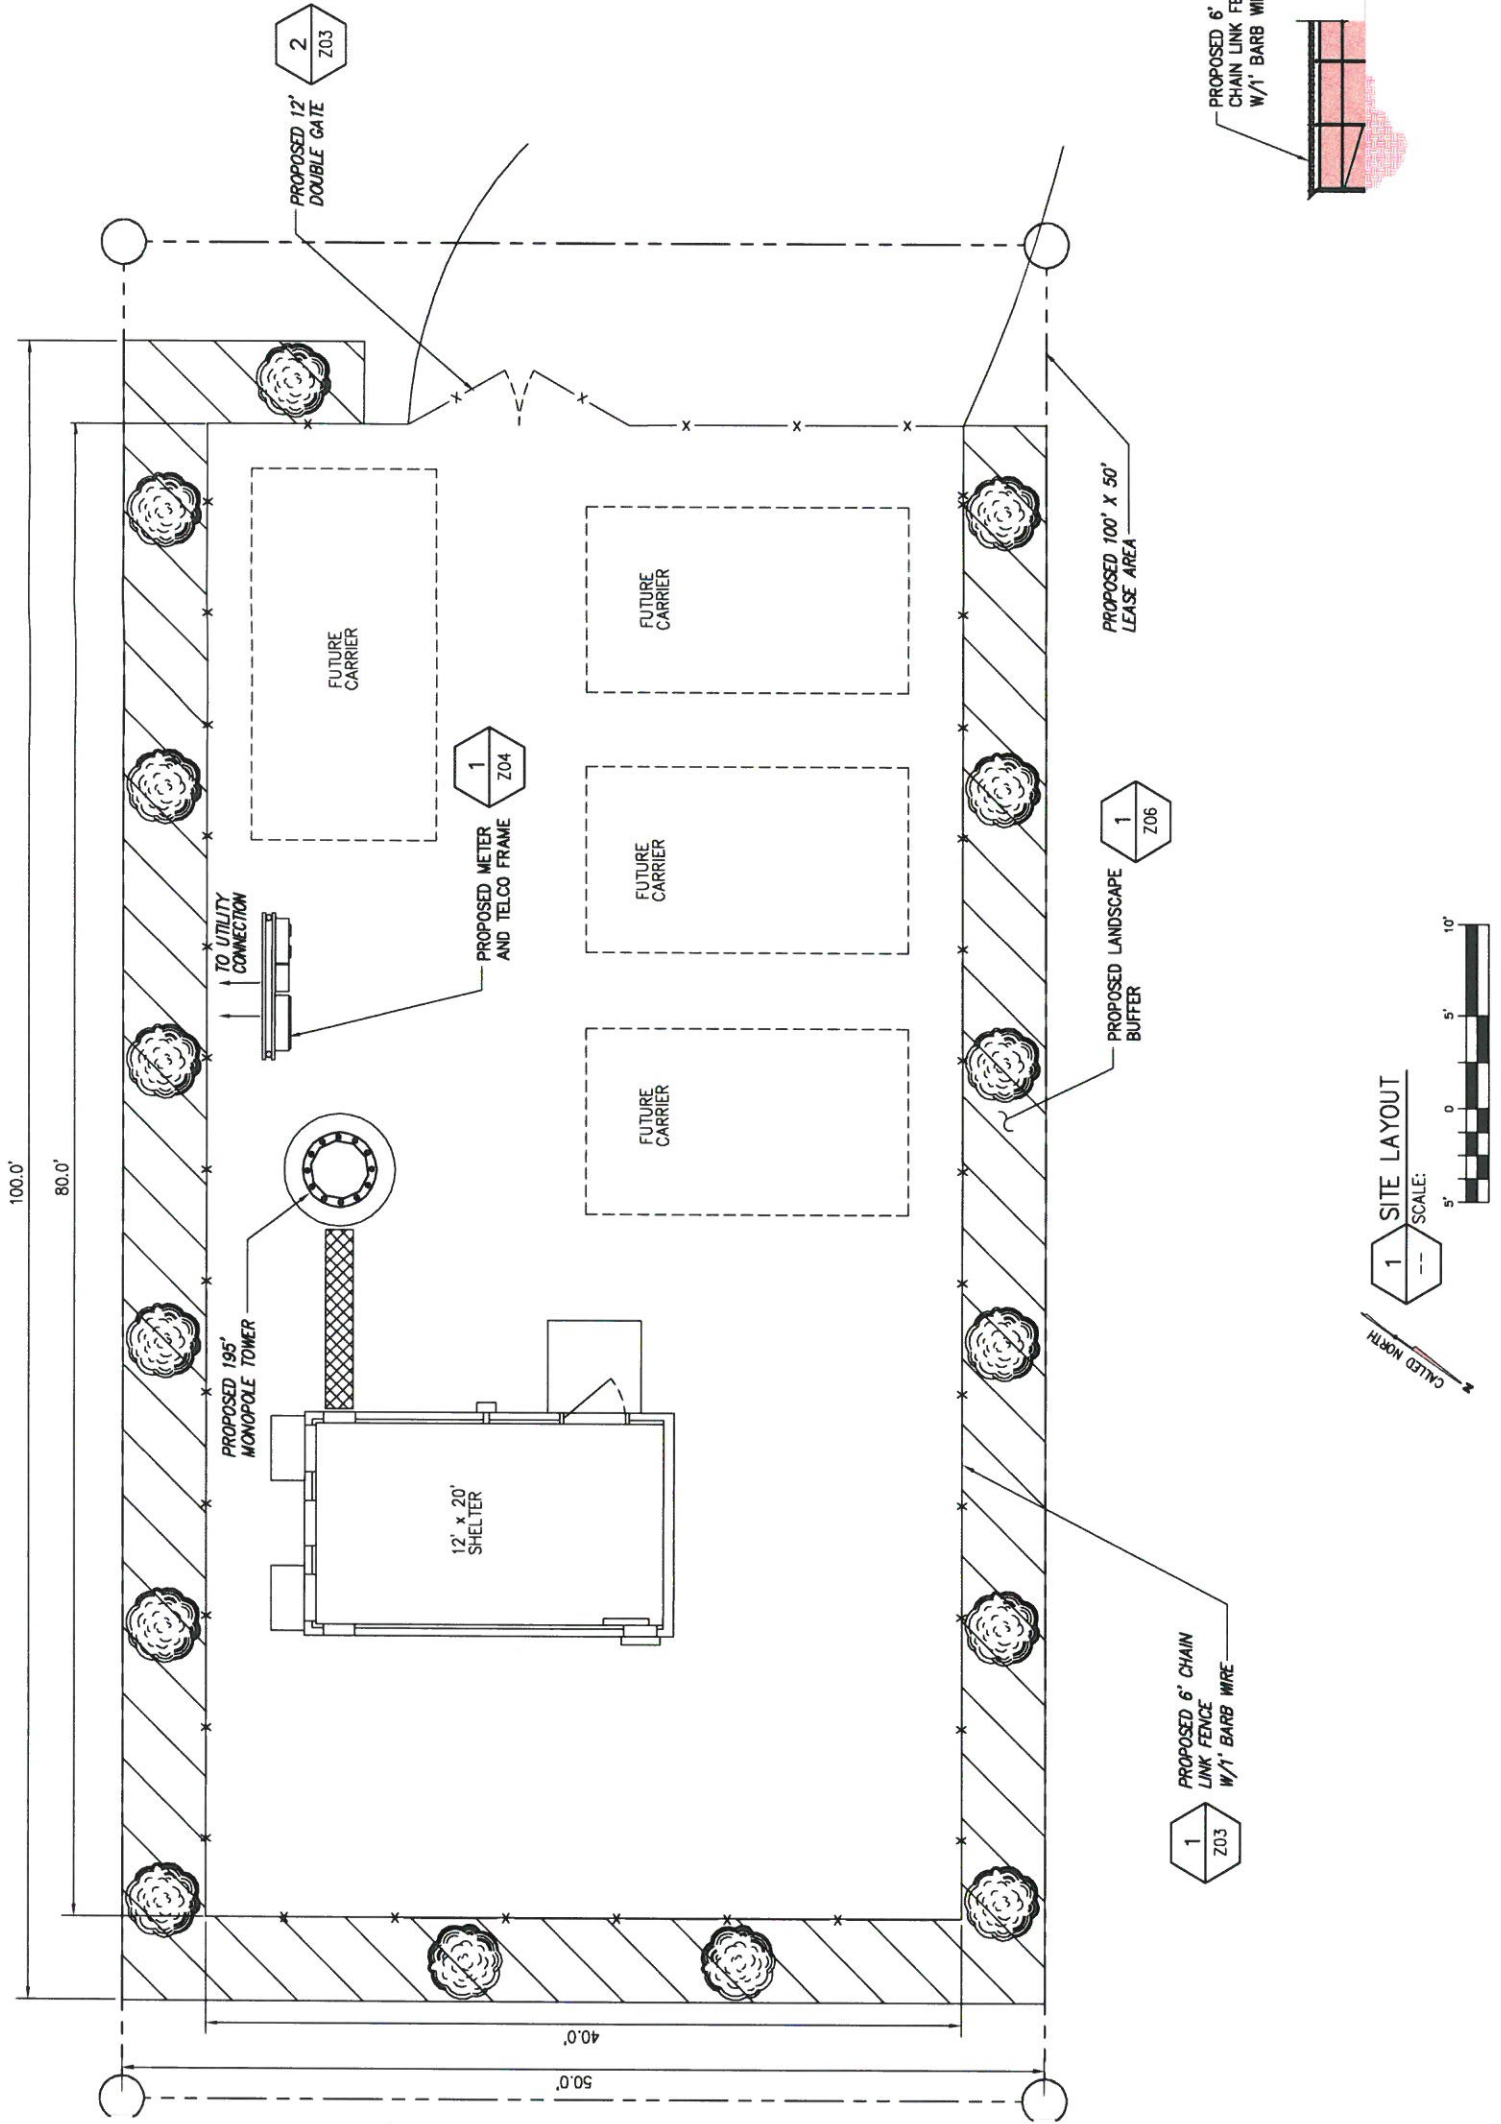 2
Z03
PROPOSED 12'
DOUBLE GATE
PROPOSED 6'
CHAIN LINK
W/1' BARB
100.0'
80.0'
FUTURE
CARRIER
FUTURE
CARRIER
PROPOSED 100' X 50'
LEASE AREA
1
Z04
PROPOSED METER
AND TELCO FRAME
TO UTILITY
CONNECTION
FUTURE
CARRIER
1
Z06
PROPOSED LANDSCAPE
BUFFER
FUTURE
CARRIER
PROPOSED 195'
MONOPOLE TOWER
12' x 20'
SHELTER
1
Z03
PROPOSED 6' CHAIN
LINK FENCE
W/1' BARB WIRE
40.0'
50.0'
1
--
SITE LAYOUT
SCALE:
5'
0
5'
10'
CALLED NORTH
N